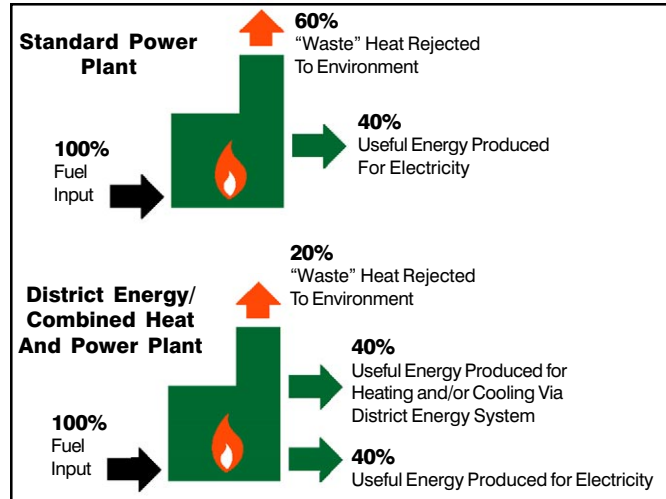 Standard Power
Plant
60%
“Waste” Heat Rejected
To Environment
40%
Useful Energy Produced
For Electricity
100%
Fuel
Input
District Energy/
Combined Heat
And Power Plant
20%
“Waste” Heat Rejected
To Environment
40%
Useful Energy Produced for
Heating and/or Cooling Via
District Energy System
100%
Fuel
Input
40%
Useful Energy Produced for Electricity